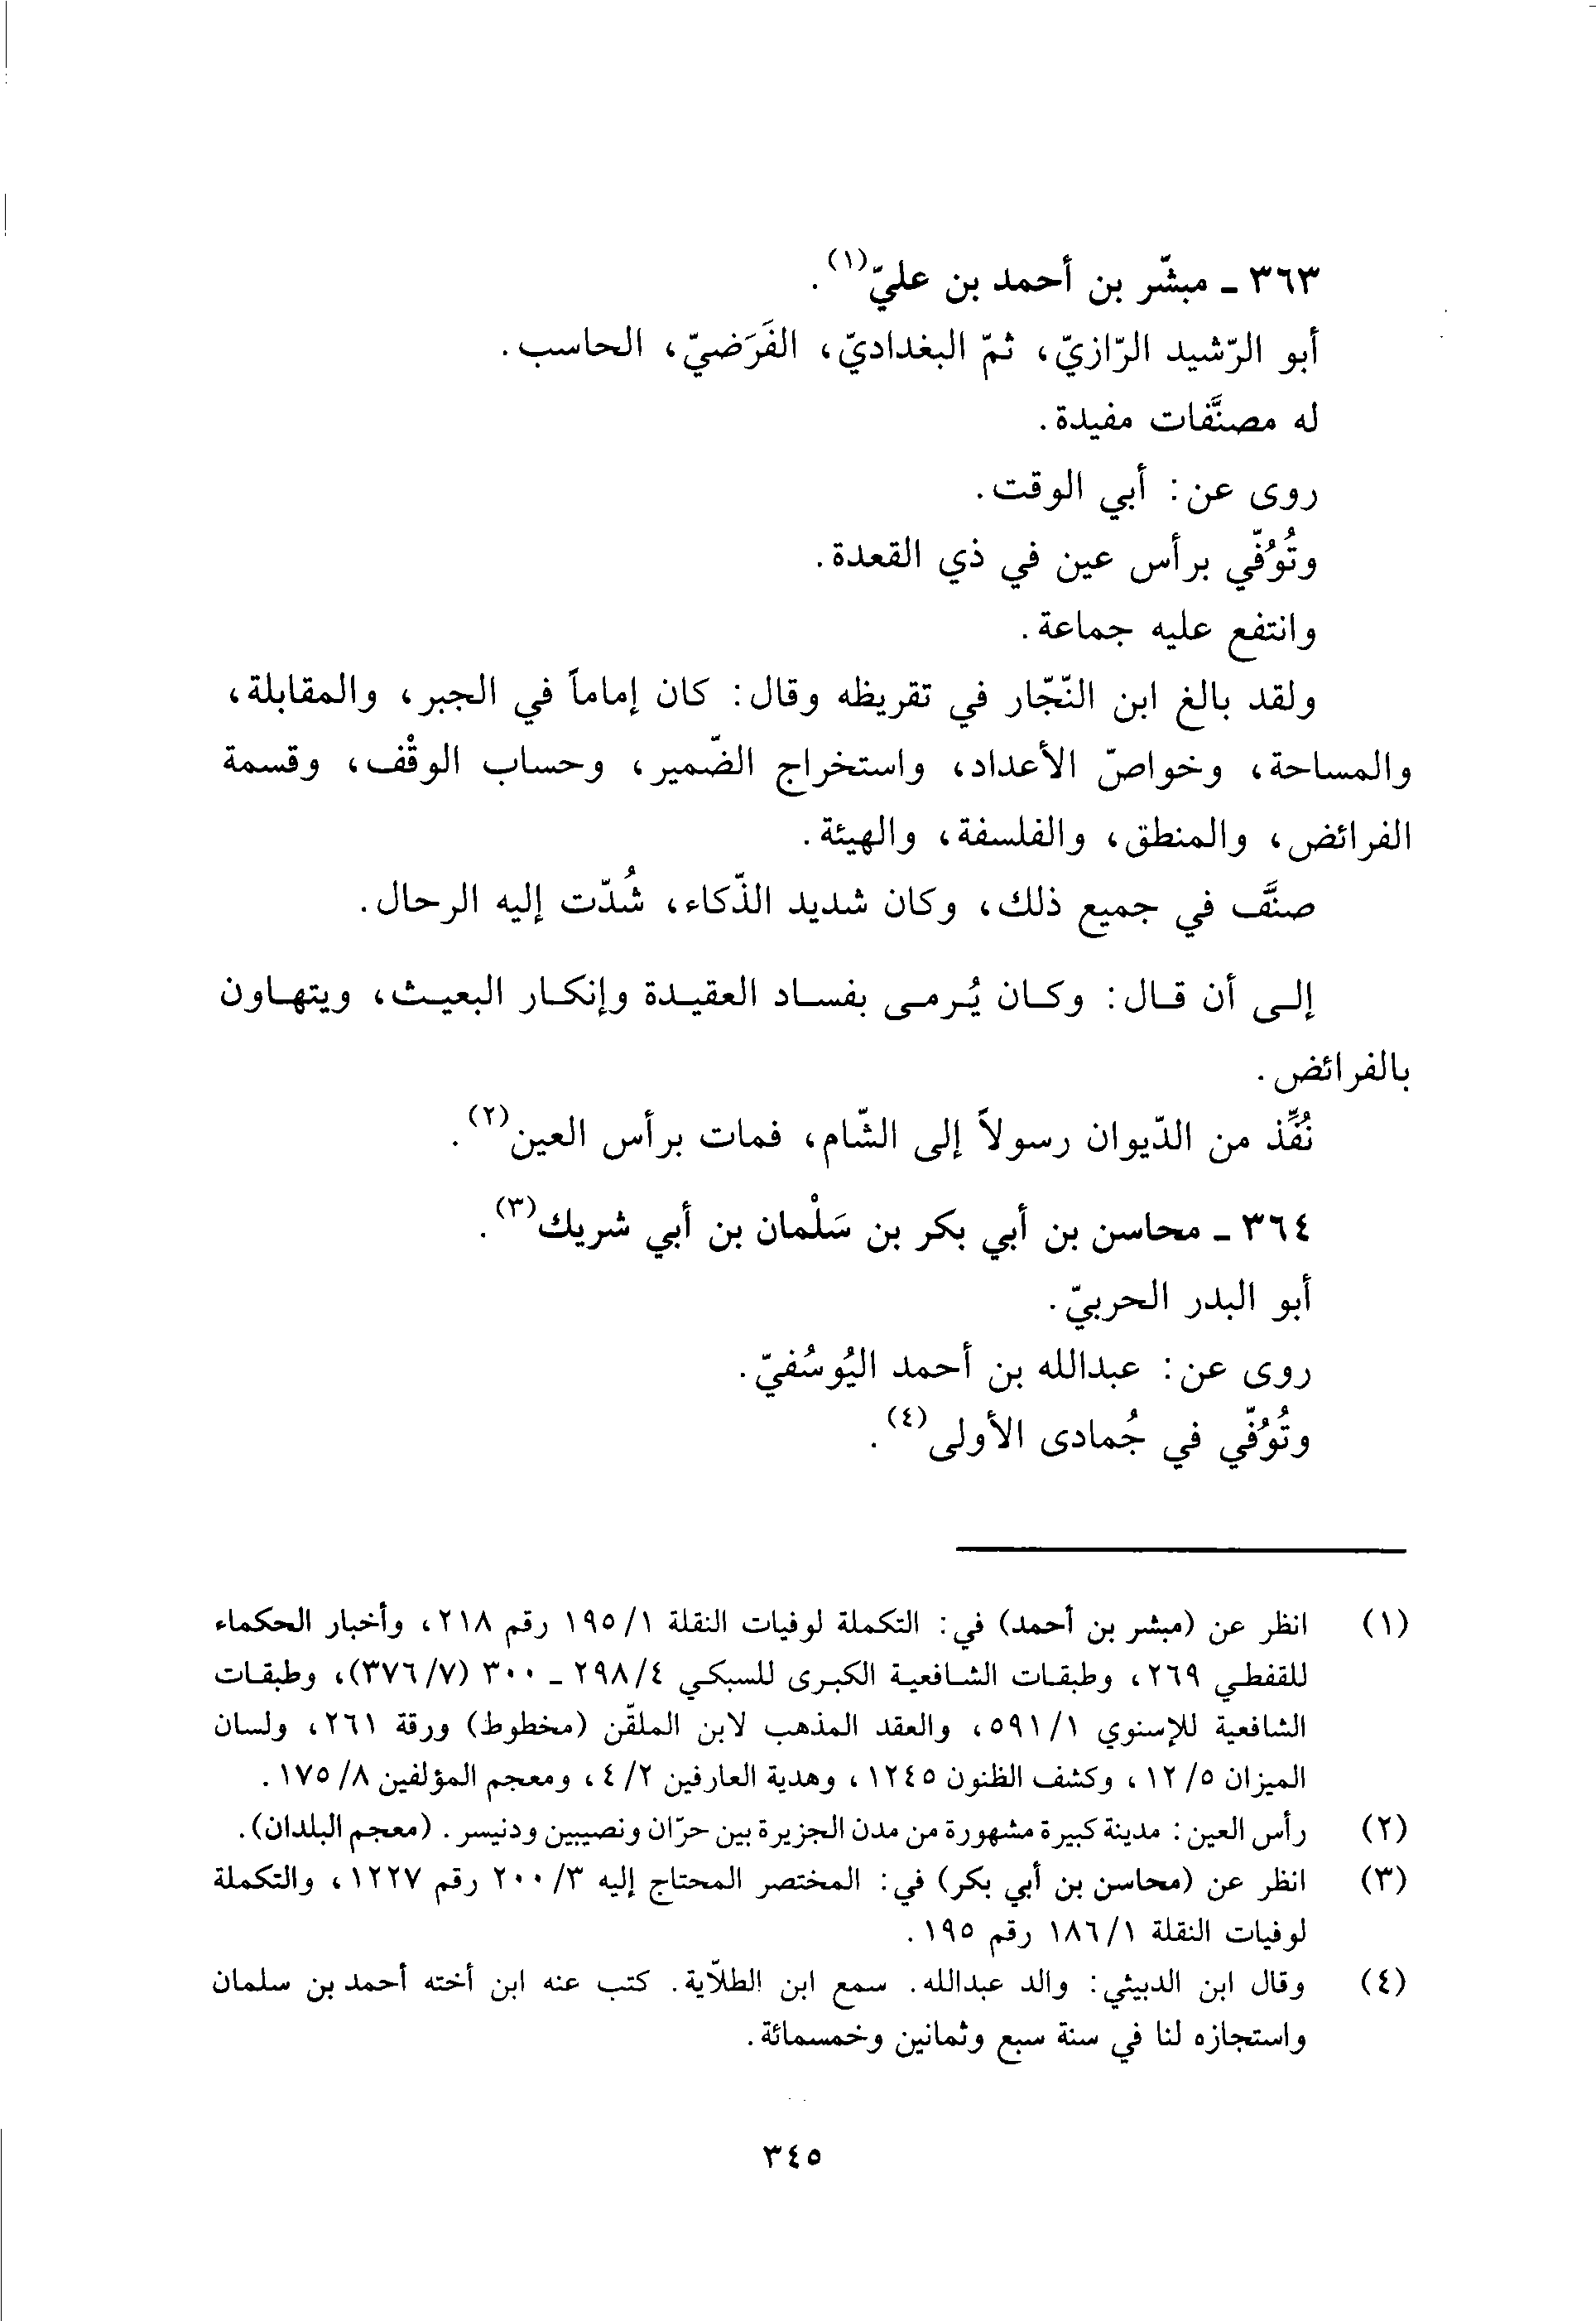 ٣٦٣ - مبشّر بن أحمد بن عليّ(١).
أبو الرّشيد الرّازيّ، ثمّ البغداديّ، الفَرَضيّ، الحاسب.
له مصنَّفات مفيدة.
روى عن: أبي الوقت.
وتُوُفّي برأس عين في ذي القعدة.
وانتفع عليه جماعة.
ولقد بالغ ابن النّجّار في تقريظه وقال: كان إماماً في الجبر، والمقابلة،
والمساحة، وخواصّ الأعداد، واستخراج الضّمير، وحساب الوقْف، وقسمة
الفرائض، والمنطق، والفلسفة، والهيئة.
صنَّف في جميع ذلك، وكان شديد الذّكاء، شُدّت إليه الرحال.
إلى أن قال: وكان يُرمى بفساد العقيدة وإنكار البعيث، ويتهاون
بالفرائض.
نُفِّذ من الدّيوان رسولاً إلى الشّام، فمات برأس العين(٢).
٣٦٤ - محاسن بن أبي بكر بن سَلْمان بن أبي شريك(٣).
أبو البدر الحربيّ.
روى عن: عبدالله بن أحمد اليُوسُفيّ.
وتُوُفّي في جُمادى الأولى(٤).
(١) انظر عن (مبشر بن أحمد) في: التكملة لوفيات النقلة ١/١٩٥ رقم ٢١٨، وأخبار الحكماء
للقفطي ٢٦٩، وطبقات الشافعية الكبرى للسبكي ٤/٢٩٨ - ٣٠٠ (٧/٣٧٦)، وطبقات
الشافعية للإسنوي ١/٥٩١، والعقد المذهب لابن الملقّن (مخطوط) ورقة ٢٦١، ولسان
الميزان ٥/١٢، وكشف الظنون ١٢٤٥، وهدية العارفين ٢/٤، ومعجم المؤلفين ٨/١٧٥.
(٢) رأس العين: مدينة كبيرة مشهورة من مدن الجزيرة بين حرّان ونصيبين ودنيسر. (معجم البلدان).
(٣) انظر عن (محاسن بن أبي بكر) في: المختصر المحتاج إليه ٣/٢٠٠ رقم ١٢٢٧، والتكملة
لوفيات النقلة ١/١٨٦ رقم ١٩٥.
(٤) وقال ابن الدبيثي: والد عبدالله. سمع ابن الطلاّية. كتب عنه ابن أخته أحمد بن سلمان
واستجازه لنا في سنة سبع وثمانين وخمسمائة.
٣٤٥